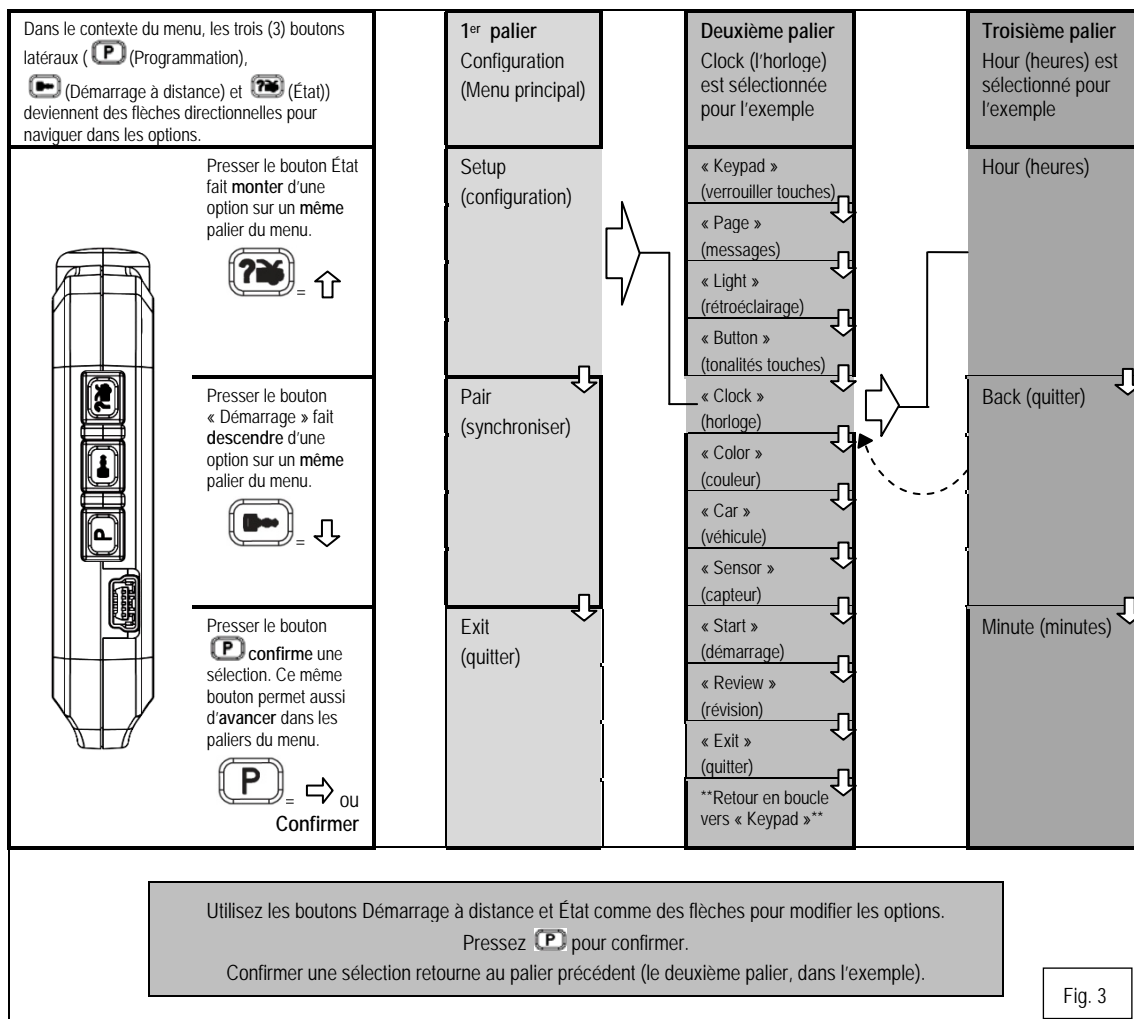 Dans le contexte du menu, les trois (3) boutons
latéraux ( P (Programmation),
(Démarrage à distance) et ? (État))
deviennent des flèches directionnelles pour
naviguer dans les options.
1er palier
Configuration
(Menu principal)
Deuxième palier
Clock (l'horloge)
est sélectionnée
pour l'exemple
Troisième palier
Hour (heures) est
sélectionné pour
l'exemple
Presser le bouton État
fait monter d'une
option sur un même
palier du menu.
? =
Presser le bouton
« Démarrage » fait
descendre d'une
option sur un même
palier du menu.
=
Presser le bouton
P confirme une
sélection. Ce même
bouton permet aussi
d'avancer dans les
paliers du menu.
P = ou
Confirmer
?
P
Setup
(configuration)
Pair
(synchroniser)
Exit
(quitter)
« Keypad »
(verrouiller touches)
« Page »
(messages)
« Light »
(rétroéclairage)
« Button »
(tonalités touches)
« Clock »
(horloge)
« Color »
(couleur)
« Car »
(véhicule)
« Sensor »
(capteur)
« Start »
(démarrage)
« Review »
(révision)
« Exit »
(quitter)
**Retour en boucle
vers « Keypad »**
Hour (heures)
Back (quitter)
Minute (minutes)
Utilisez les boutons Démarrage à distance et État comme des flèches pour modifier les options.
Pressez P pour confirmer.
Confirmer une sélection retourne au palier précédent (le deuxième palier, dans l'exemple).
Fig. 3